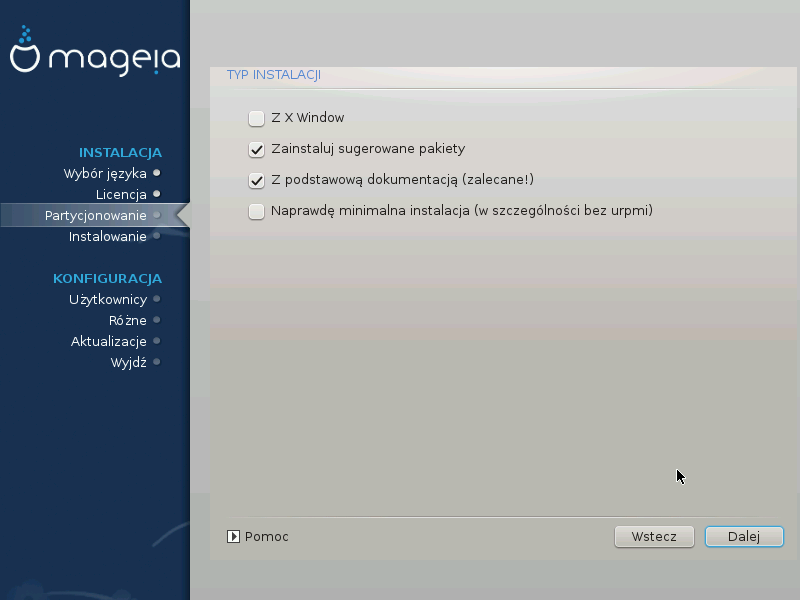 mageia
INSTALACJA
Wybór języka
Licencja
Partycjonowanie
Instalowanie
KONFIGURACJA
Użytkownicy
Różne
Aktualizacje
Wyjdź
TYP INSTALACJI
Z X Window
Zainstaluj sugerowane pakiety
Z podstawową dokumentacją (zalecane!)
Naprawdę minimalna instalacja (w szczególności bez urpmi)
Pomoc
Wstecz
Dalej